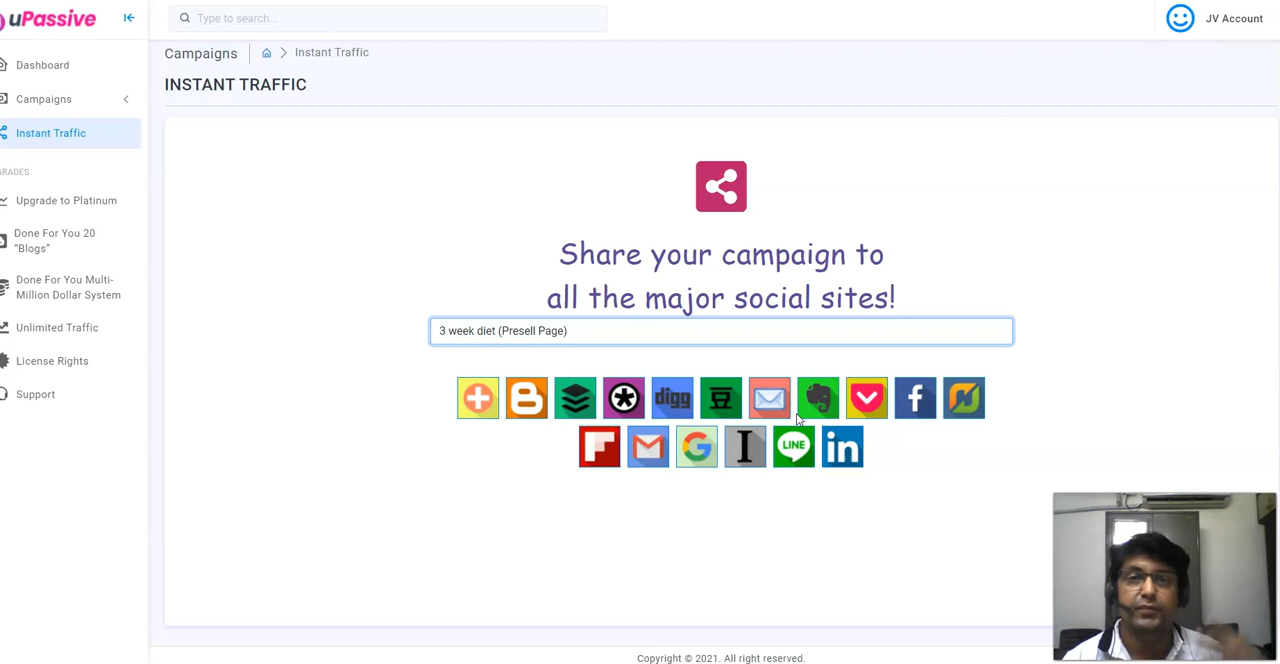 uPassive
Type to search...
JV Account
Dashboard
Campaigns
Instant Traffic
GRADES
Upgrade to Platinum
Done For You 20
"Blogs"
Done For You Multi-
Million Dollar System
Unlimited Traffic
License Rights
Support
Campaigns
Instant Traffic
INSTANT TRAFFIC
Share your campaign to
all the major social sites!
3 week diet (Presell Page)
digg
豆
f
G
I
LINE
in
Copyright © 2021. All right reserved.